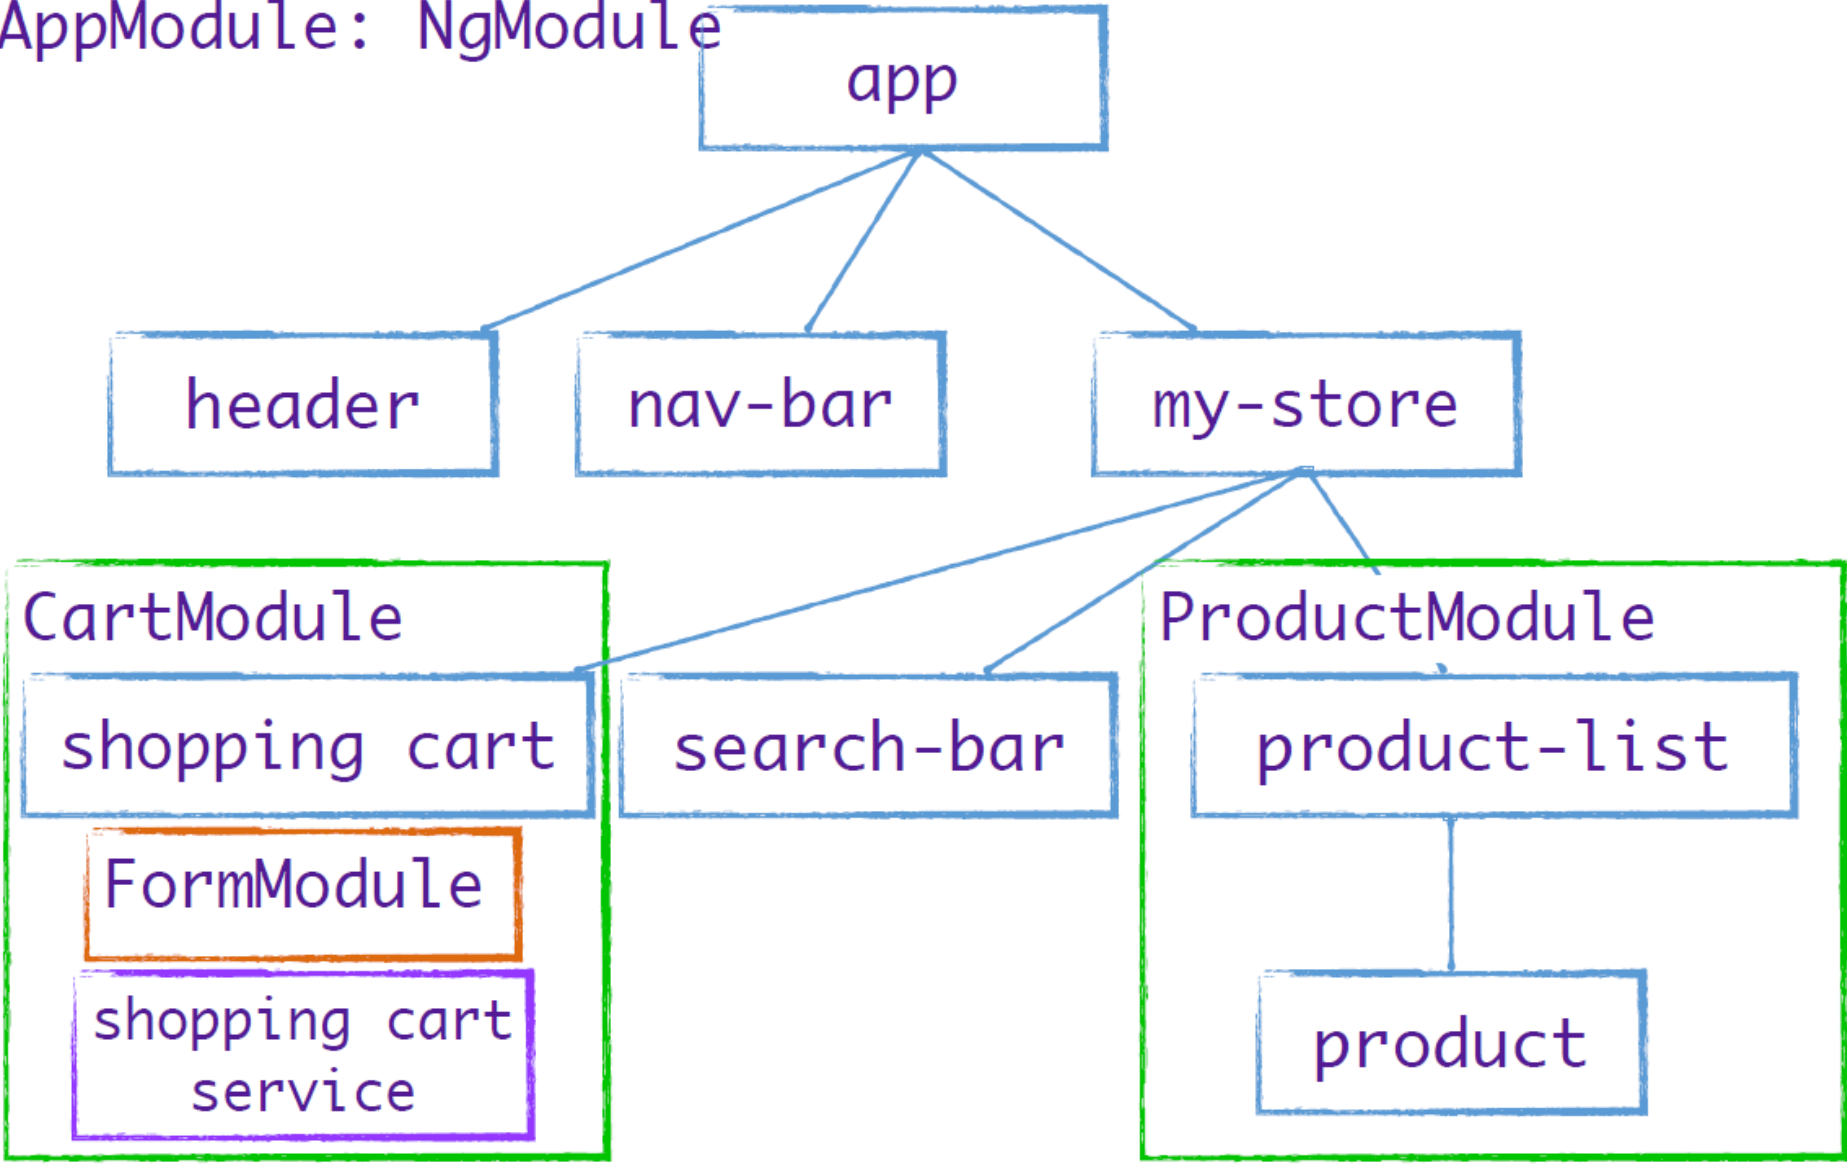 AppModule: NgModule
app
header
nav-bar
my-store
CartModule
ProductModule
shopping cart
search-bar
product-list
FormModule
shopping cart
service
product